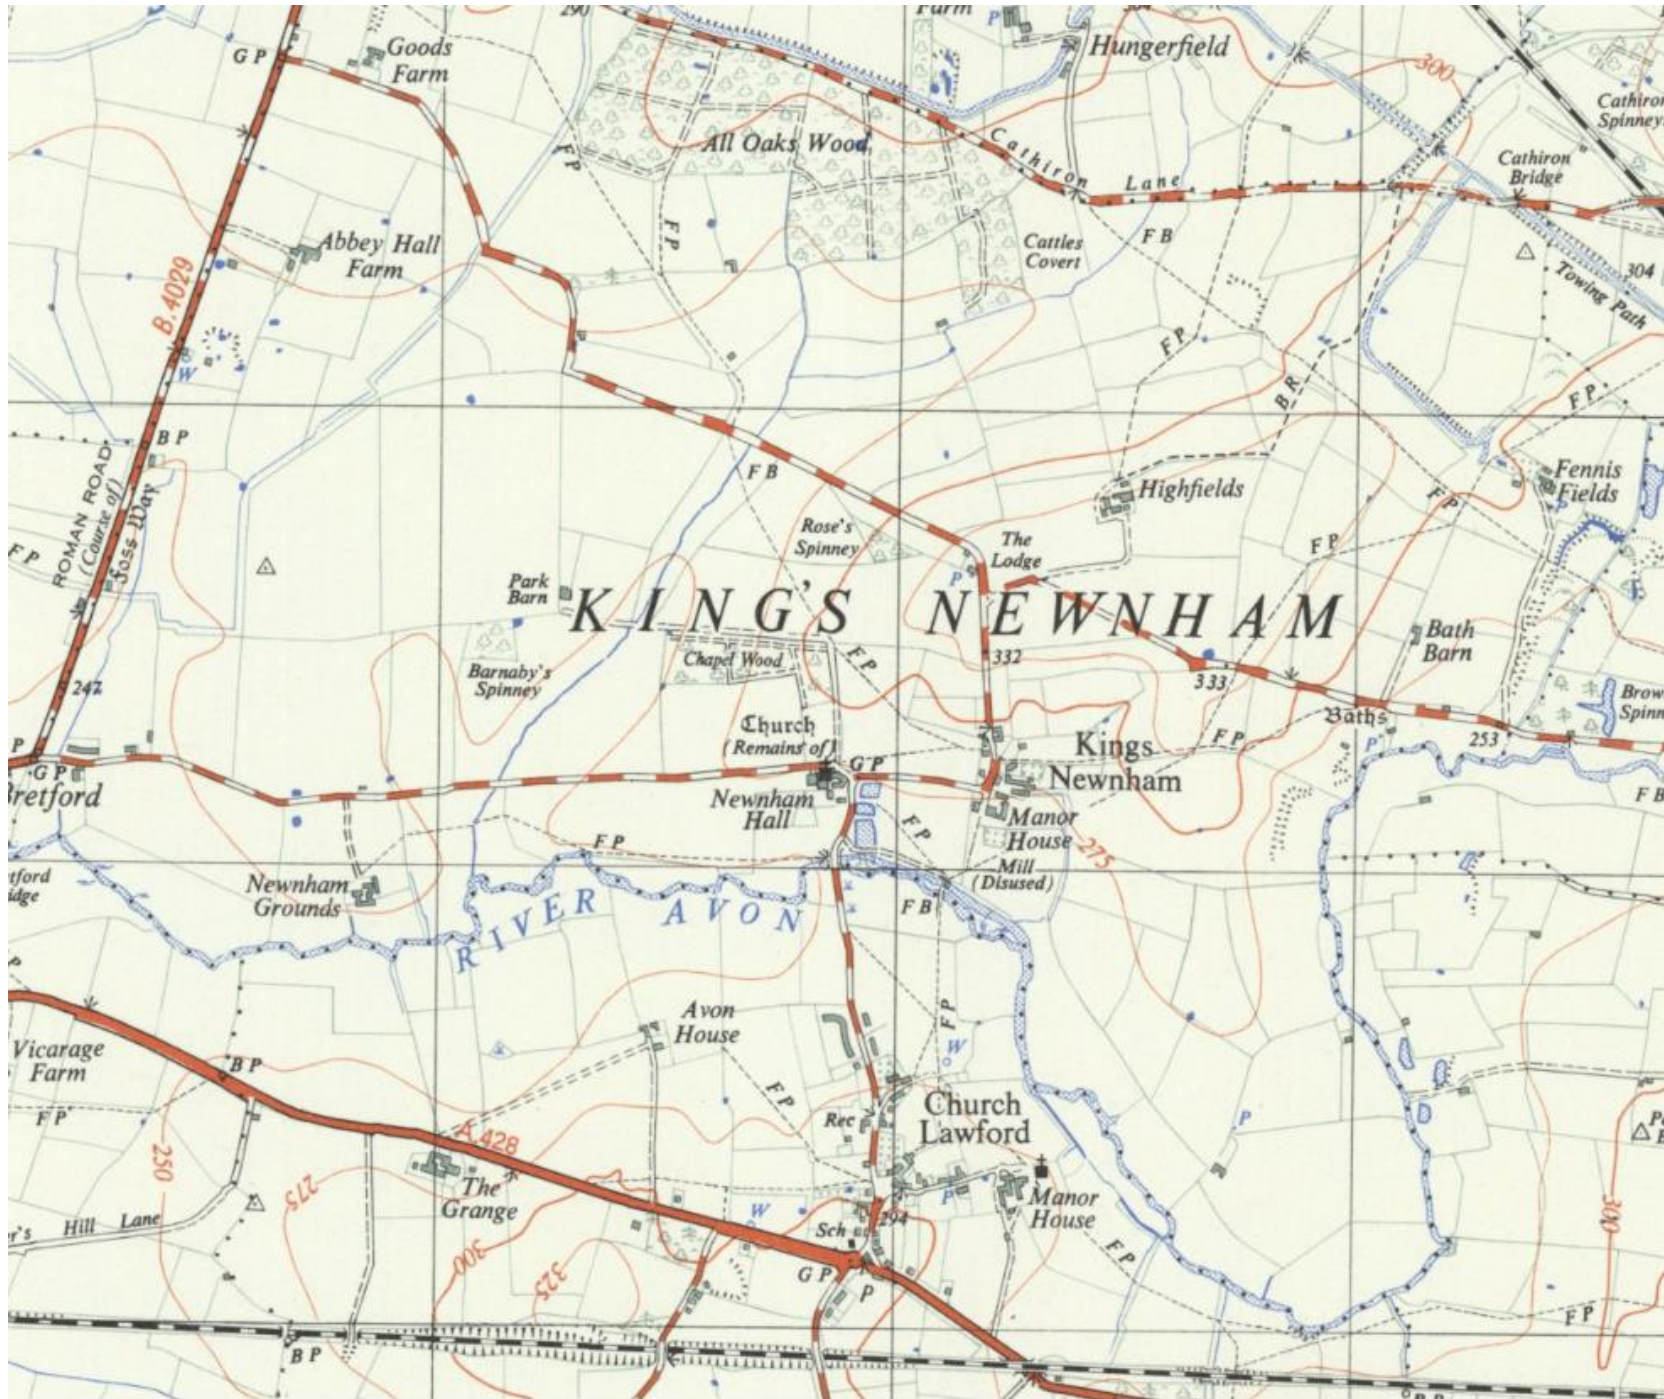 290
Farm
P
G P
Goods
Farm
Hungerfield
300
Cathiron
Spinney
All Oaks Wood
F P
Cathiron
Lane
Cathiron
Bridge
F P
F B
Cattles
Covert
Abbey Hall
Farm
304
Towing Path
B.4029
P
W
F P
B R
F P
B P
F B
ROMAN ROAD
(Course of)
Foss Way
Highfields
Fennis
Fields
F P
P
Rose's
Spinney
The
Lodge
F P
F P
P
Park
Barn
KING'S NEWNHAM
Bath
Barn
Chapel Wood
F P
332
Barnaby's
Spinney
333
247
Brow
Spinn
Baths
Church
(Remains of)
F P
253
P
P
G P
G P
Kings
Newnham
Bretford
Newnham
Hall
F B
F P
Manor
House
275
F P
Mill
(Disused)
Newnham
Grounds
F B
RIVER AVON
P
Avon
House
F P
W
Vicarage
Farm
B P
F P
F P
Church
Lawford
Rec
P
A.428
250
275
The
Grange
P
Manor
House
300
Hill Lane
W
294
Sch
F P
300
325
G P
P
F P
B P